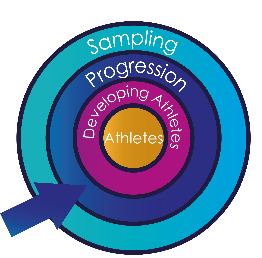 Sampling
Progression
Developing Athletes
Athletes